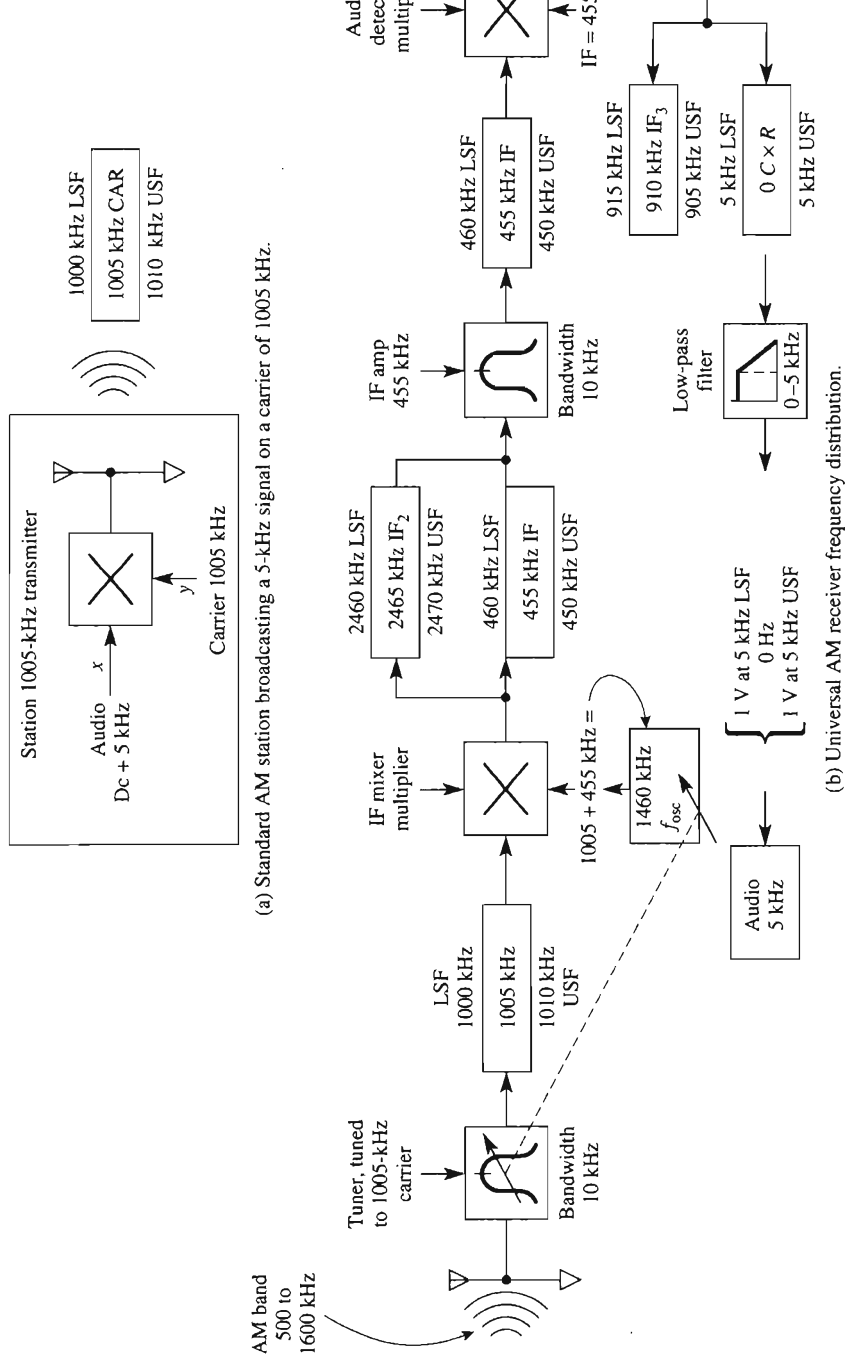 Station 1005-kHz transmitter
Audio
Dc + 5 kHz
x
y
Carrier 1005 kHz
1000 kHz LSF
1005 kHz CAR
1010 kHz USF
(a) Standard AM station broadcasting a 5-kHz signal on a carrier of 1005 kHz.
AM band
500 to
1600 kHz
Tuner, tuned
to 1005-kHz
carrier
Bandwidth
10 kHz
LSF
1000 kHz
1005 kHz
1010 kHz
USF
IF mixer
multiplier
1005 + 455 kHz =
1460 kHz
fosc
2460 kHz LSF
2465 kHz IF2
2470 kHz USF
460 kHz LSF
455 kHz IF
450 kHz USF
IF amp
455 kHz
Bandwidth
10 kHz
460 kHz LSF
455 kHz IF
450 kHz USF
Aud
detec
multip
IF = 455
915 kHz LSF
910 kHz IF3
905 kHz USF
5 kHz LSF
0 C × R
5 kHz USF
Low-pass
filter
0–5 kHz
1 V at 5 kHz LSF
0 Hz
1 V at 5 kHz USF
Audio
5 kHz
(b) Universal AM receiver frequency distribution.